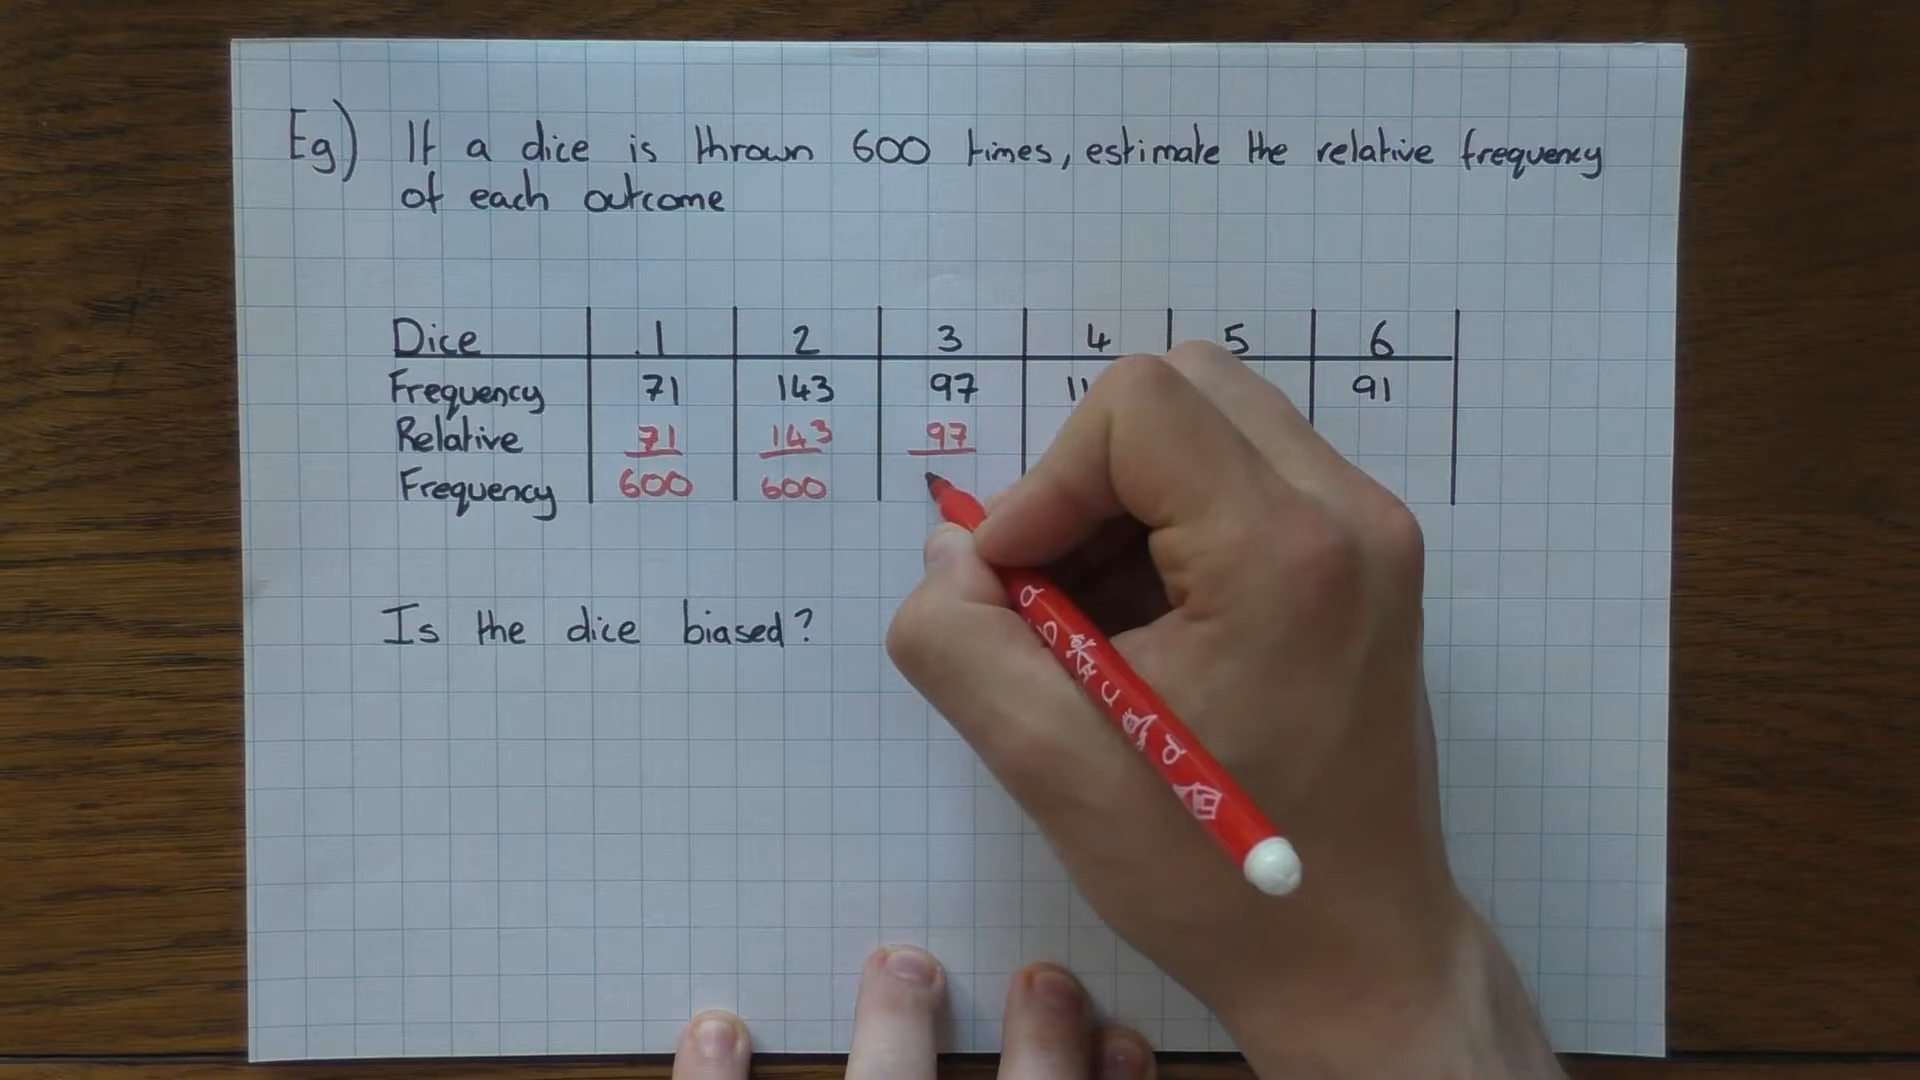 Eg) If a dice is thrown 600 times, estimate the relative frequency
of each outcome
Dice 1 2 3 4 5 6
Frequency 71 143 97 11 91
Relative 71 143 97
Frequency 600 600
Is the dice biased?
a b c d